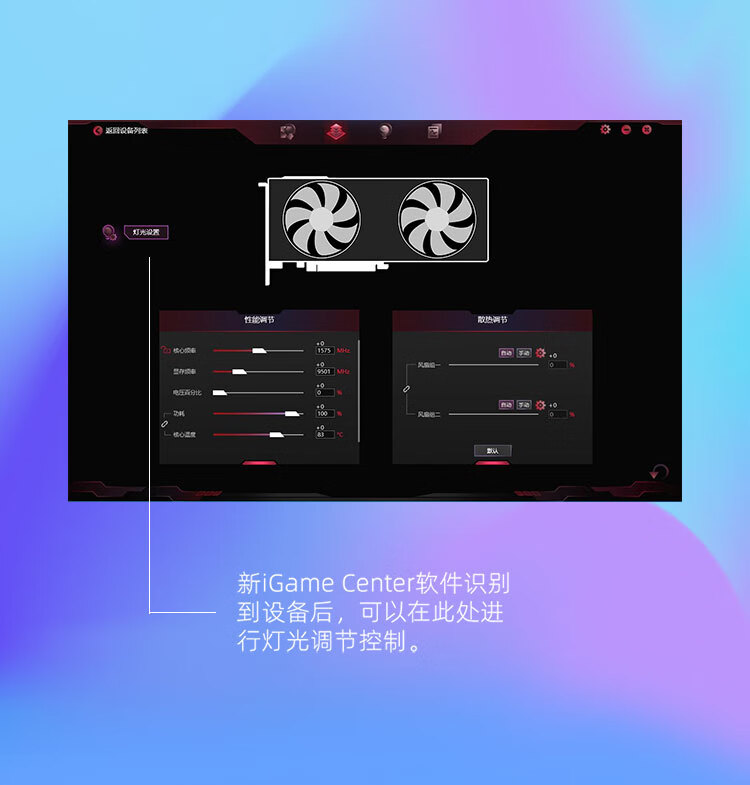 返回设备列表
灯光设置
性能调节
核心频率
+0
1575 MHz
显存频率
+0
9501 MHz
电压百分比
+0
0 %
功耗
+0
100 %
核心温度
+0
83 °C
散热调节
风扇组一
自动 手动 +0
0 %
风扇组二
自动 手动 +0
0 %
默认
新iGame Center软件识别
到设备后，可以在此处进
行灯光调节控制。